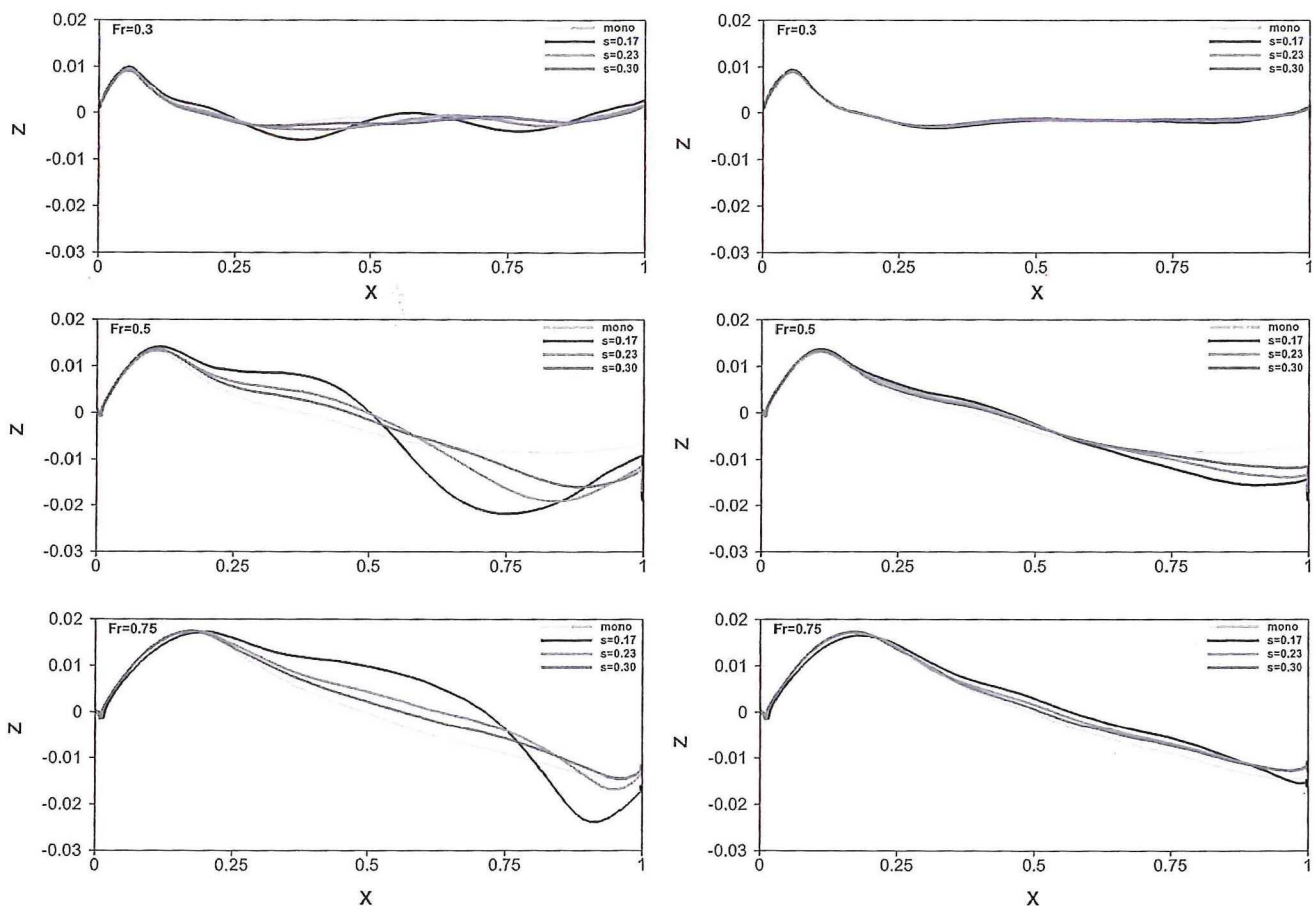 0.02
Fr=0.3
mono
s=0.17
s=0.23
s=0.30
0.01
0
-0.01
-0.02
-0.03
Z
0
0.25
0.5
0.75
1
X
0.02
Fr=0.3
mono
s=0.17
s=0.23
s=0.30
0.01
0
-0.01
-0.02
-0.03
Z
0
0.25
0.5
0.75
1
X
0.02
Fr=0.5
mono
s=0.17
s=0.23
s=0.30
0.01
0
-0.01
-0.02
-0.03
Z
0
0.25
0.5
0.75
1
0.02
Fr=0.5
mono
s=0.17
s=0.23
s=0.30
0.01
0
-0.01
-0.02
-0.03
Z
0
0.25
0.5
0.75
1
0.02
Fr=0.75
mono
s=0.17
s=0.23
s=0.30
0.01
0
-0.01
-0.02
-0.03
Z
0
0.25
0.5
0.75
1
X
0.02
Fr=0.75
mono
s=0.17
s=0.23
s=0.30
0.01
0
-0.01
-0.02
-0.03
Z
0
0.25
0.5
0.75
1
X